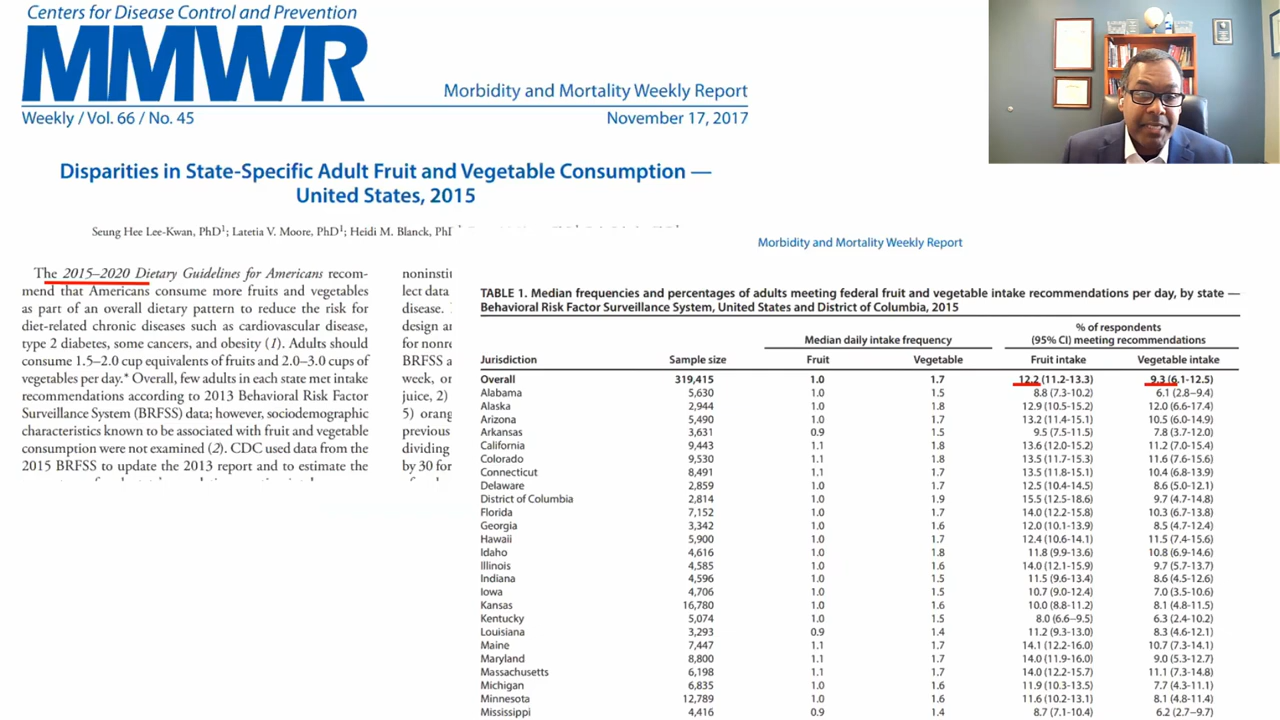 Centers for Disease Control and Prevention
MMWR
Morbidity and Mortality Weekly Report
Weekly / Vol. 66 / No. 45 November 17, 2017
Disparities in State-Specific Adult Fruit and Vegetable Consumption —
United States, 2015
Seung Hee Lee-Kwan, PhD1; Latetia V. Moore, PhD1; Heidi M. Blanck, PhD
The 2015–2020 Dietary Guidelines for Americans recom-
mend that Americans consume more fruits and vegetables
as part of an overall dietary pattern to reduce the risk for
diet-related chronic diseases such as cardiovascular disease,
type 2 diabetes, some cancers, and obesity (1). Adults should
consume 1.5–2.0 cup equivalents of fruits and 2.0–3.0 cups of
vegetables per day.* Overall, few adults in each state met intake
recommendations according to 2013 Behavioral Risk Factor
Surveillance System (BRFSS) data; however, sociodemographic
characteristics known to be associated with fruit and vegetable
consumption were not examined (2). CDC used data from the
2015 BRFSS to update the 2013 report and to estimate the
noninstit
lect data
disease.
design ar
for nonre
BRFSS a
week, or
juice, 2)
5) orang
previous
dividing
by 30 for
Morbidity and Mortality Weekly Report
TABLE 1. Median frequencies and percentages of adults meeting federal fruit and vegetable intake recommendations per day, by state —
Behavioral Risk Factor Surveillance System, United States and District of Columbia, 2015
% of respondents
Median daily intake frequency (95% CI) meeting recommendations
Jurisdiction Sample size Fruit Vegetable Fruit intake Vegetable intake
Overall 319,415 1.0 1.7 12.2 (11.2-13.3) 9.3 (6.1-12.5)
Alabama 5,630 1.0 1.5 8.8 (7.3-10.2) 6.1 (2.8–9.4)
Alaska 2,944 1.0 1.8 12.9 (10.5-15.2) 12.0 (6.6-17.4)
Arizona 5,490 1.0 1.7 13.2 (11.4-15.1) 10.5 (6.0-14.9)
Arkansas 3,631 0.9 1.5 9.5 (7.5-11.5) 7.8 (3.7-12.0)
California 9,443 1.1 1.8 13.6 (12.0-15.2) 11.2 (7.0-15.4)
Colorado 9,530 1.1 1.8 13.5 (11.7-15.3) 11.6 (7.6-15.6)
Connecticut 8,491 1.1 1.7 13.5 (11.8-15.1) 10.4 (6.8-13.9)
Delaware 2,859 1.0 1.7 12.5 (10.4-14.5) 8.6 (5.0-12.1)
District of Columbia 2,814 1.0 1.9 15.5 (12.5-18.6) 9.7 (4.7-14.8)
Florida 7,152 1.0 1.7 14.0 (12.2-15.8) 10.3 (6.7-13.8)
Georgia 3,342 1.0 1.6 12.0 (10.1-13.9) 8.5 (4.7-12.4)
Hawaii 5,900 1.0 1.7 12.4 (10.6-14.1) 11.5 (7.4-15.6)
Idaho 4,616 1.0 1.8 11.8 (9.9-13.6) 10.8 (6.9-14.6)
Illinois 4,585 1.0 1.6 14.0 (12.1-15.9) 9.7 (5.7-13.7)
Indiana 4,596 1.0 1.5 11.5 (9.6-13.4) 8.6 (4.5-12.6)
Iowa 4,706 1.0 1.5 10.7 (9.0-12.4) 7.0 (3.5-10.6)
Kansas 16,780 1.0 1.6 10.0 (8.8-11.2) 8.1 (4.8-11.5)
Kentucky 5,074 1.0 1.5 8.0 (6.6–9.5) 6.3 (2.4-10.2)
Louisiana 3,293 0.9 1.4 11.2 (9.3-13.0) 8.3 (4.6-12.1)
Maine 7,447 1.1 1.7 14.1 (12.2-16.0) 10.7 (7.3-14.1)
Maryland 8,800 1.1 1.7 14.0 (11.9-16.0) 9.0 (5.3-12.7)
Massachusetts 6,198 1.1 1.7 14.0 (12.2-15.7) 11.1 (7.3-14.8)
Michigan 6,835 1.0 1.6 11.9 (10.3-13.5) 7.7 (4.3-11.1)
Minnesota 12,789 1.0 1.6 11.6 (10.2-13.1) 8.1 (4.8-11.4)
Mississippi 4,416 0.9 1.4 8.7 (7.1-10.4) 6.2 (2.7–9.7)